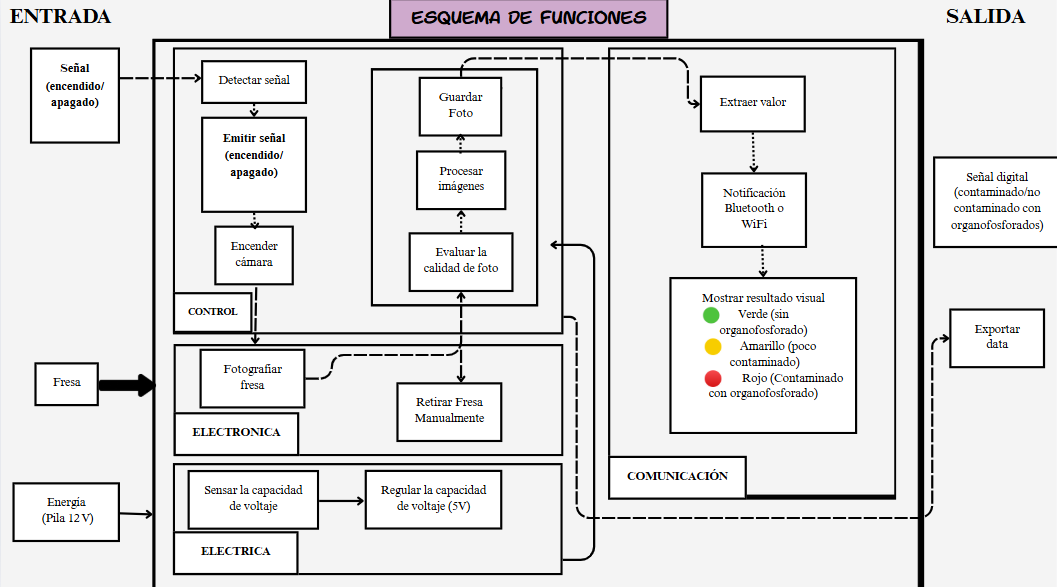 ENTRADA
ESQUEMA DE FUNCIONES
SALIDA
Señal
(encendido/
apagado)
Detectar señal
Emitir señal
(encendido/
apagado)
Encender
cámara
CONTROL
Guardar
Foto
Procesar
imágenes
Evaluar la
calidad de foto
Extraer valor
Notificación
Bluetooth o
WiFi
Mostrar resultado visual
Verde (sin
organofosforado)
Amarillo (poco
contaminado)
Rojo (Contaminado
con organofosforado)
COMUNICACIÓN
Señal digital
(contaminado/no
contaminado con
organofosforados)
Exportar
data
Fresa
Fotografiar
fresa
Retirar Fresa
Manualmente
ELECTRONICA
Energia
(Pila 12 V)
Sensar la capacidad
de voltaje
Regular la capacidad
de voltaje (5V)
ELECTRICA